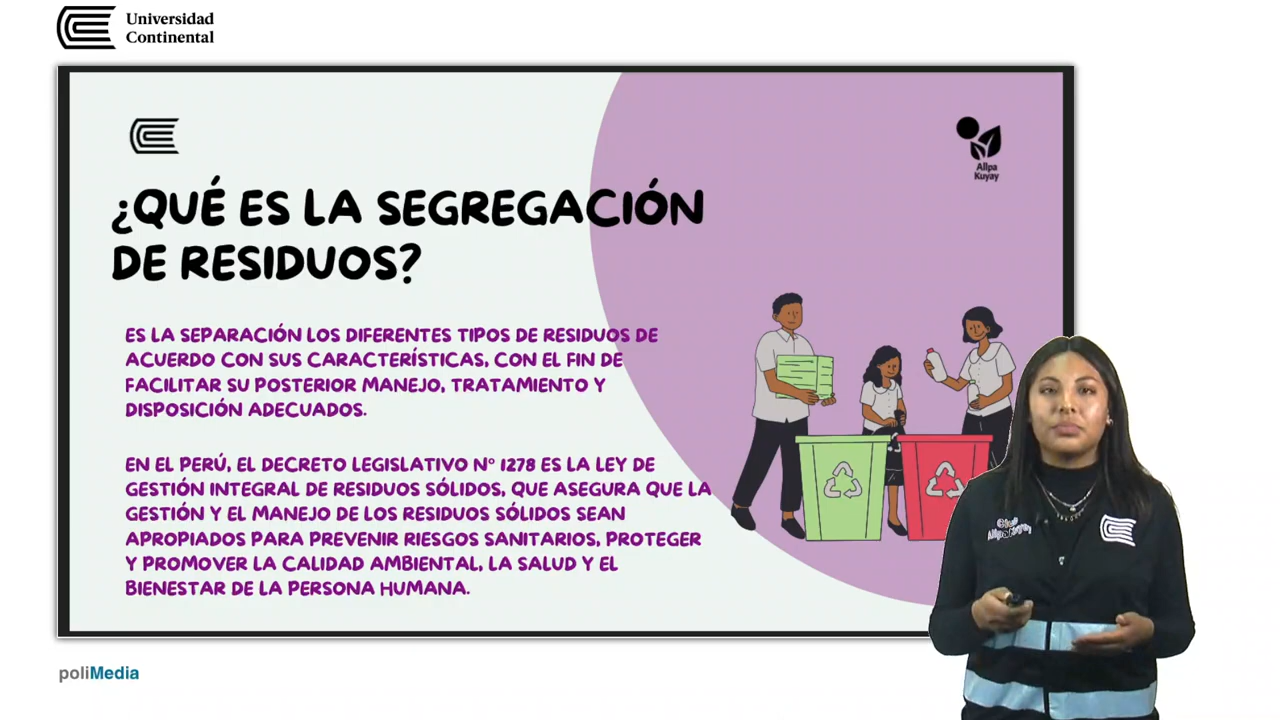 Universidad
Continental
Allpa
Kuyay
¿QUÉ ES LA SEGREGACIÓN
DE RESIDUOS?
ES LA SEPARACIÓN LOS DIFERENTES TIPOS DE RESIDUOS DE
ACUERDO CON SUS CARACTERÍSTICAS, CON EL FIN DE
FACILITAR SU POSTERIOR MANEJO, TRATAMIENTO Y
DISPOSICIÓN ADECUADOS.
EN EL PERÚ, EL DECRETO LEGISLATIVO N° 1278 ES LA LEY DE
GESTIÓN INTEGRAL DE RESIDUOS SÓLIDOS, QUE ASEGURA QUE LA
GESTIÓN Y EL MANEJO DE LOS RESIDUOS SÓLIDOS SEAN
APROPIADOS PARA PREVENIR RIESGOS SANITARIOS, PROTEGER
Y PROMOVER LA CALIDAD AMBIENTAL, LA SALUD Y EL
BIENESTAR DE LA PERSONA HUMANA.
poliMedia